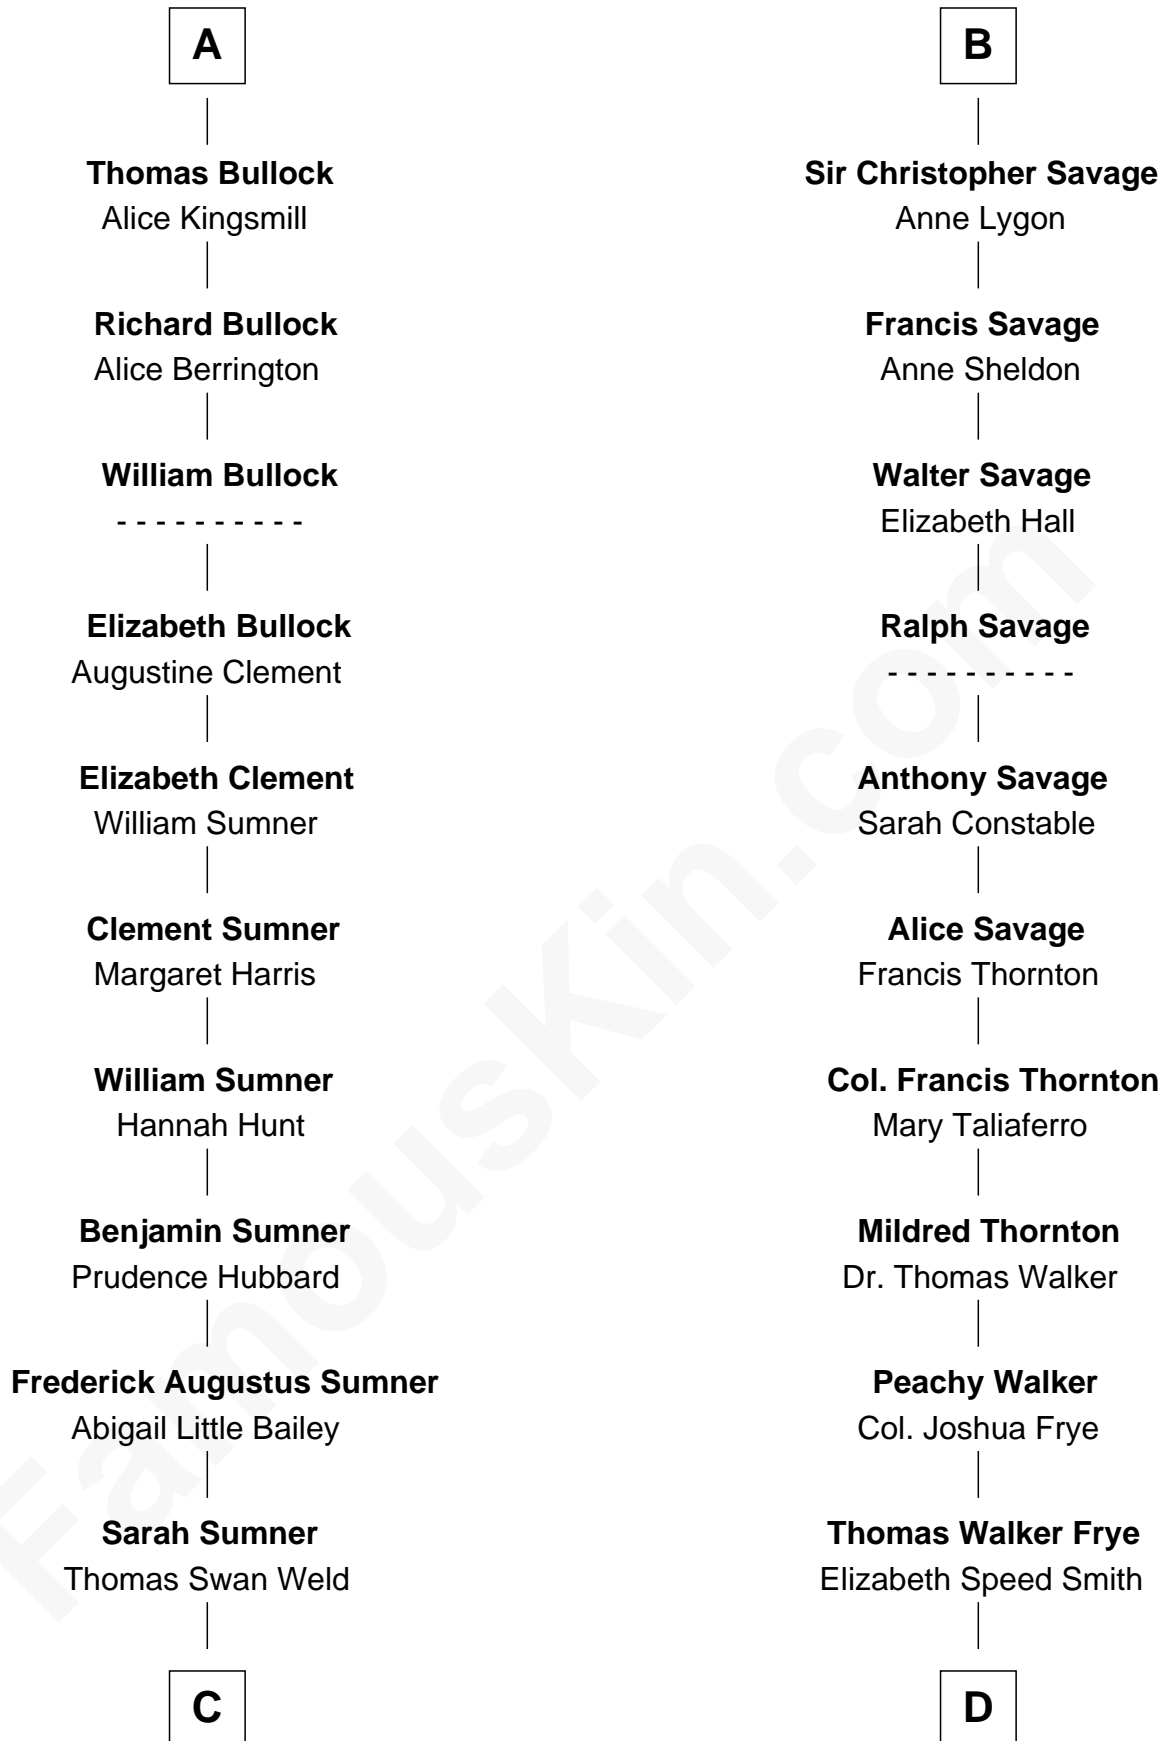 A
Thomas Bullock
Alice Kingsmill
Richard Bullock
Alice Berrington
William Bullock
- - - - - - - - - -
Elizabeth Bullock
Augustine Clement
Elizabeth Clement
William Sumner
Clement Sumner
Margaret Harris
William Sumner
Hannah Hunt
Benjamin Sumner
Prudence Hubbard
Frederick Augustus Sumner
Abigail Little Bailey
Sarah Sumner
Thomas Swan Weld
C
B
Sir Christopher Savage
Anne Lygon
Francis Savage
Anne Sheldon
Walter Savage
Elizabeth Hall
Ralph Savage
- - - - - - - - - -
Anthony Savage
Sarah Constable
Alice Savage
Francis Thornton
Col. Francis Thornton
Mary Taliaferro
Mildred Thornton
Dr. Thomas Walker
Peachy Walker
Col. Joshua Frye
Thomas Walker Frye
Elizabeth Speed Smith
D
FamousKin.com